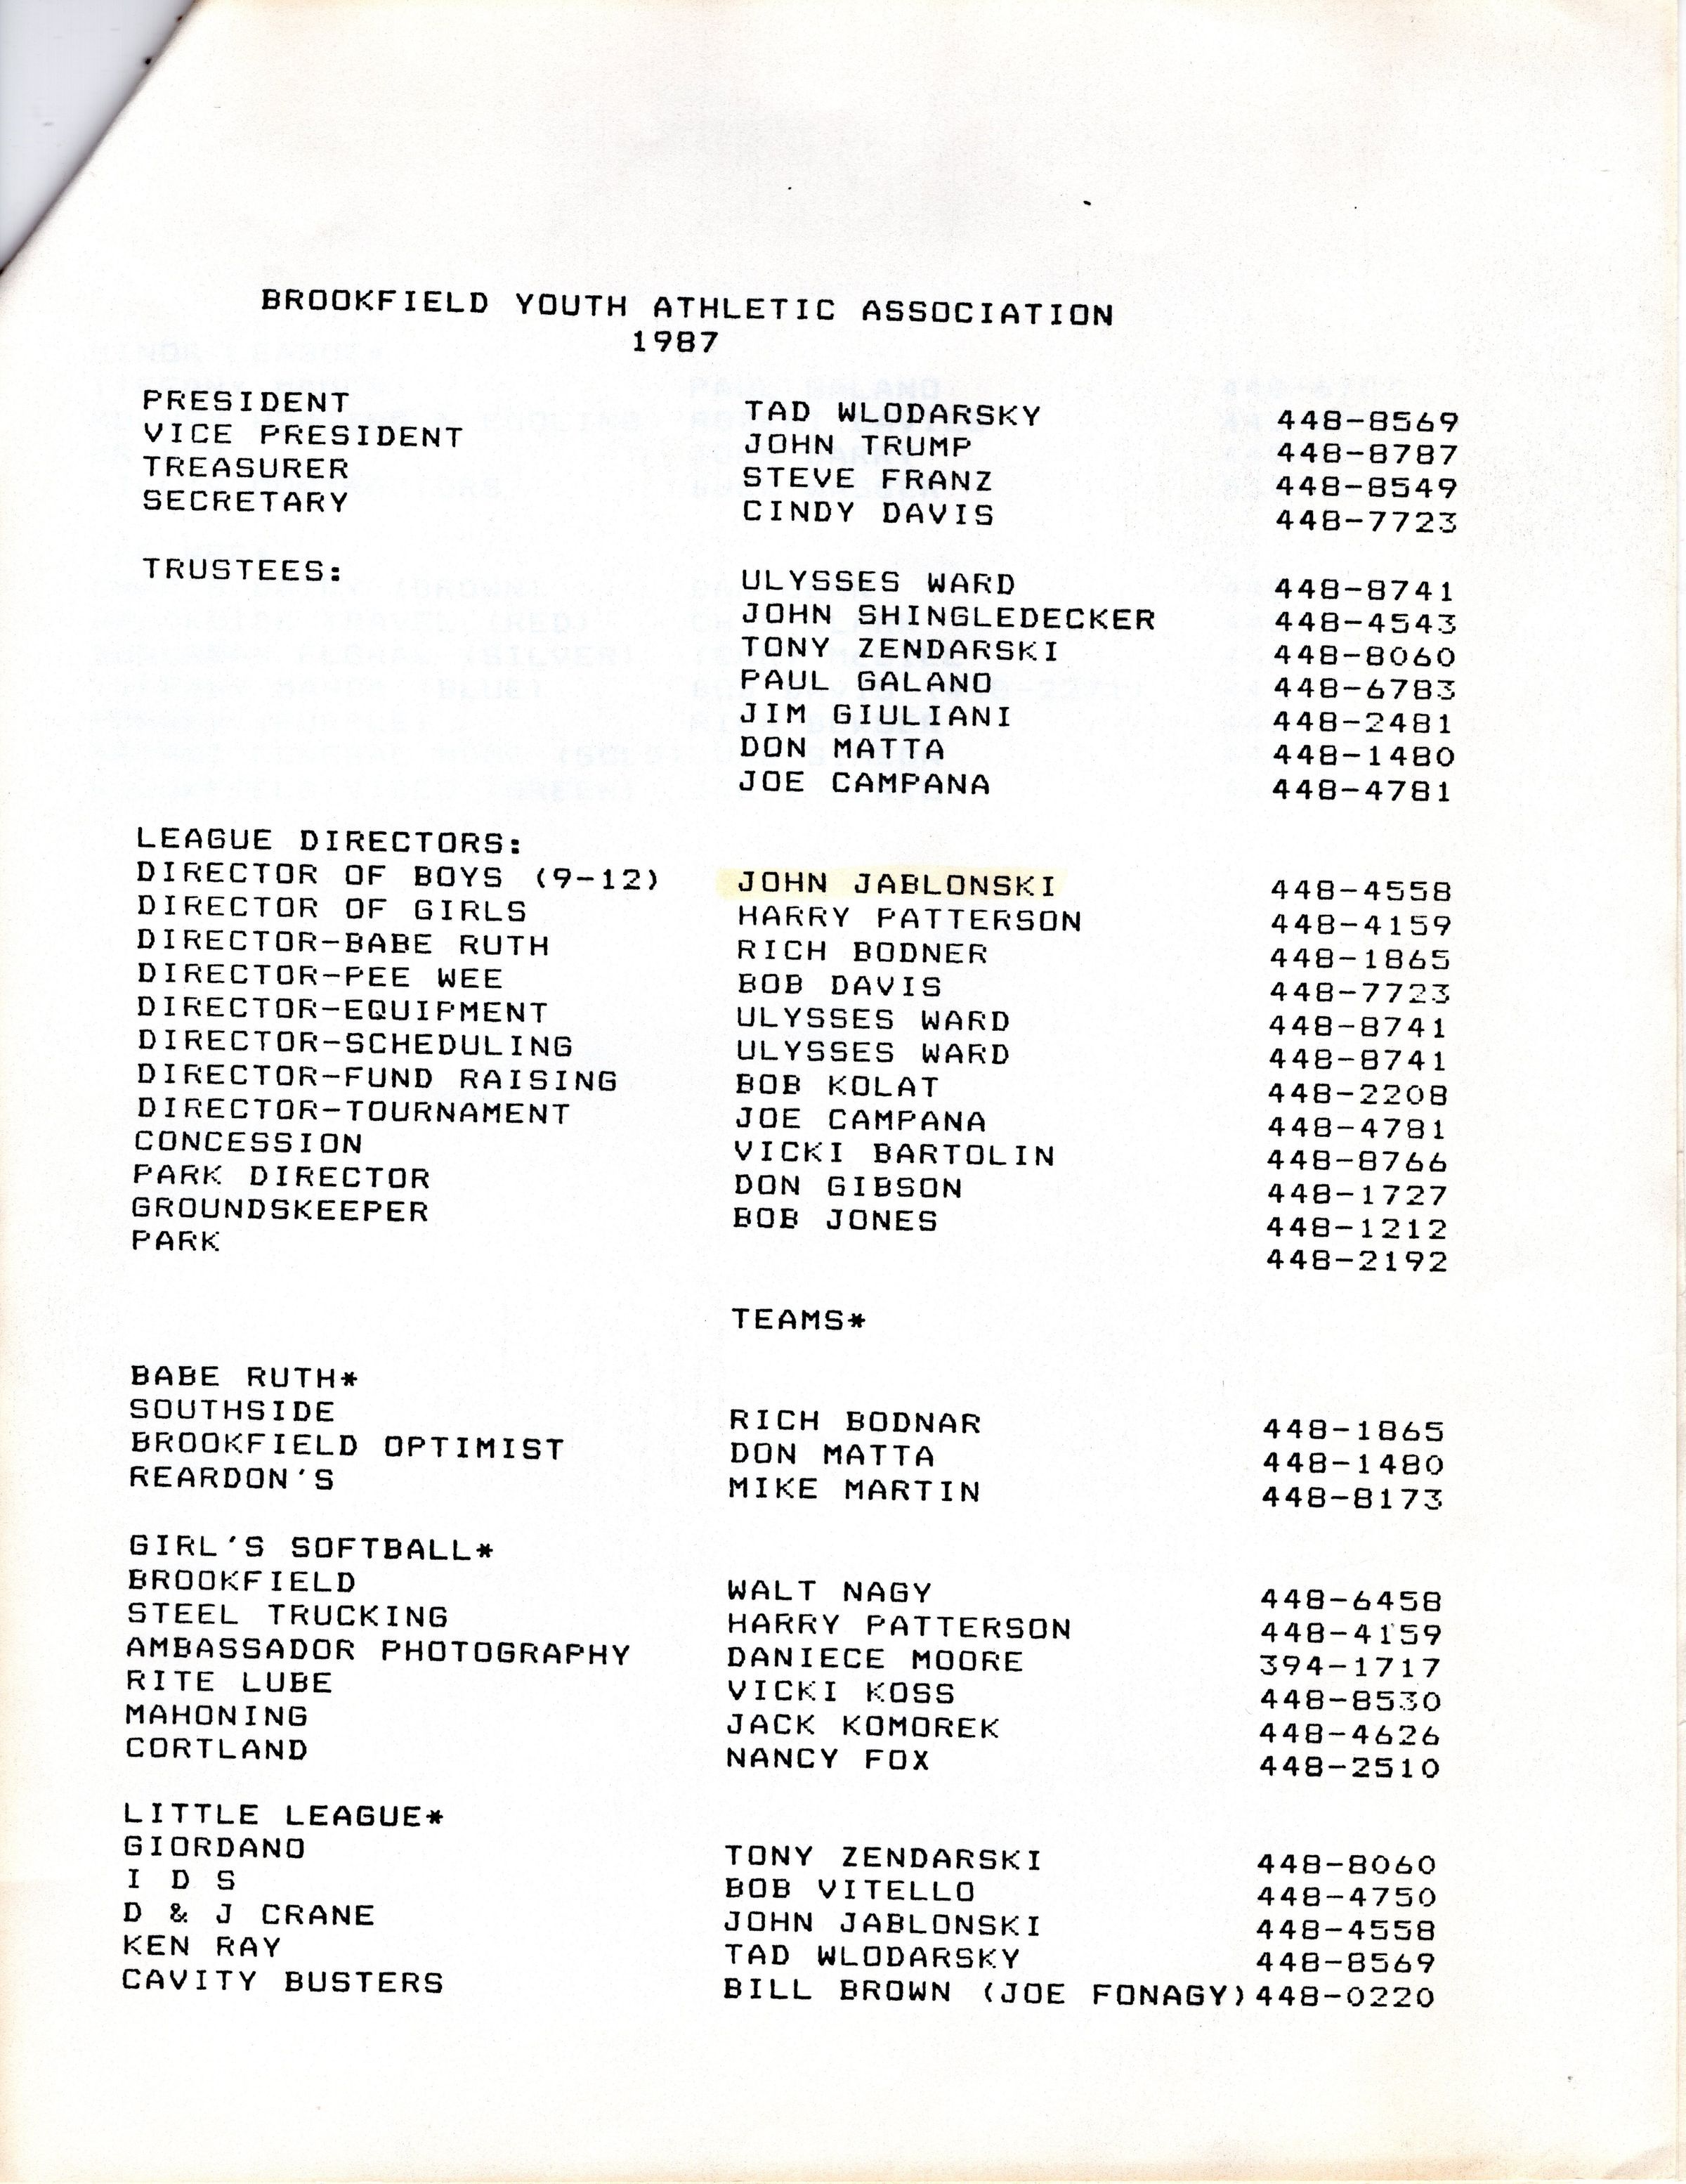 BROOKFIELD YOUTH ATHLETIC ASSOCIATION
1987
PRESIDENT TAD WLODARSKY 448-8569
VICE PRESIDENT JOHN TRUMP 448-8787
TREASURER STEVE FRANZ 448-8549
SECRETARY CINDY DAVIS 448-7723
TRUSTEES: ULYSSES WARD 448-8741
JOHN SHINGLEDECKER 448-4543
TONY ZENDARSKI 448-8060
PAUL GALANO 448-6783
JIM GIULIANI 448-2481
DON MATTA 448-1480
JOE CAMPANA 448-4781
LEAGUE DIRECTORS:
DIRECTOR OF BOYS (9-12) JOHN JABLONSKI 448-4558
DIRECTOR OF GIRLS HARRY PATTERSON 448-4159
DIRECTOR-BABE RUTH RICH BODNER 448-1865
DIRECTOR-PEE WEE BOB DAVIS 448-7723
DIRECTOR-EQUIPMENT ULYSSES WARD 448-8741
DIRECTOR-SCHEDULING ULYSSES WARD 448-8741
DIRECTOR-FUND RAISING BOB KOLAT 448-2208
DIRECTOR-TOURNAMENT JOE CAMPANA 448-4781
CONCESSION VICKI BARTOLIN 448-8766
PARK DIRECTOR DON GIBSON 448-1727
GROUNDSKEEPER BOB JONES 448-1212
PARK 448-2192
TEAMS*
BABE RUTH*
SOUTHSIDE RICH BODNAR 448-1865
BROOKFIELD OPTIMIST DON MATTA 448-1480
REARDON'S MIKE MARTIN 448-8173
GIRL'S SOFTBALL*
BROOKFIELD WALT NAGY 448-6458
STEEL TRUCKING HARRY PATTERSON 448-4159
AMBASSADOR PHOTOGRAPHY DANIECE MOORE 394-1717
RITE LUBE VICKI KOSS 448-8530
MAHONING JACK KOMOREK 448-4626
CORTLAND NANCY FOX 448-2510
LITTLE LEAGUE*
GIORDANO TONY ZENDARSKI 448-8060
I D S BOB VITELLO 448-4750
D & J CRANE JOHN JABLONSKI 448-4558
KEN RAY TAD WLODARSKY 448-8569
CAVITY BUSTERS BILL BROWN (JOE FONAGY) 448-0220